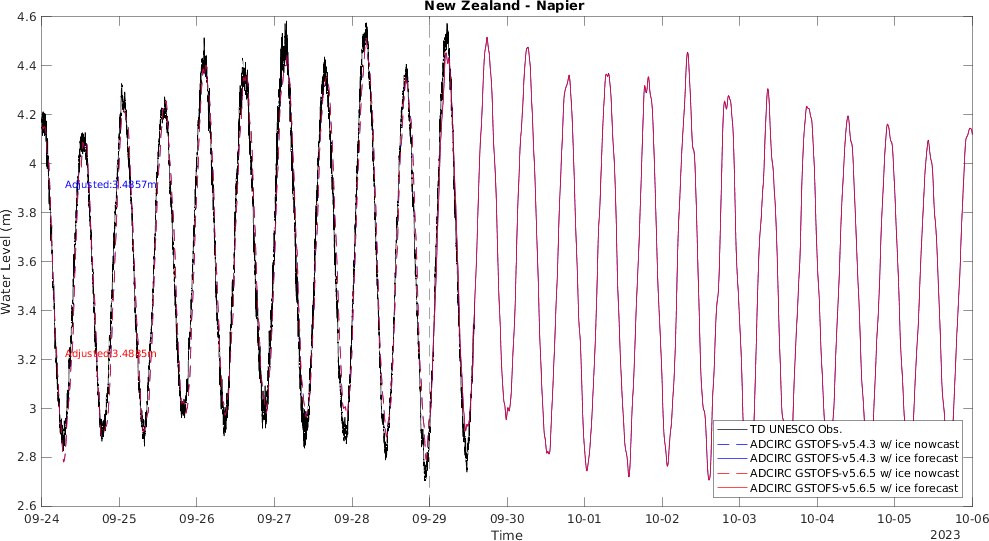 New Zealand - Napier
4.6
4.4
4.2
4
3.8
3.6
3.4
3.2
3
2.8
2.6
Water Level (m)
Adjusted:3.4857m
Adjusted:3.4835m
TD UNESCO Obs.
ADCIRC GSTOFS-v5.4.3 w/ ice nowcast
ADCIRC GSTOFS-v5.4.3 w/ ice forecast
ADCIRC GSTOFS-v5.6.5 w/ ice nowcast
ADCIRC GSTOFS-v5.6.5 w/ ice forecast
09-24 09-25 09-26 09-27 09-28 09-29 09-30 10-01 10-02 10-03 10-04 10-05 10-06
Time
2023